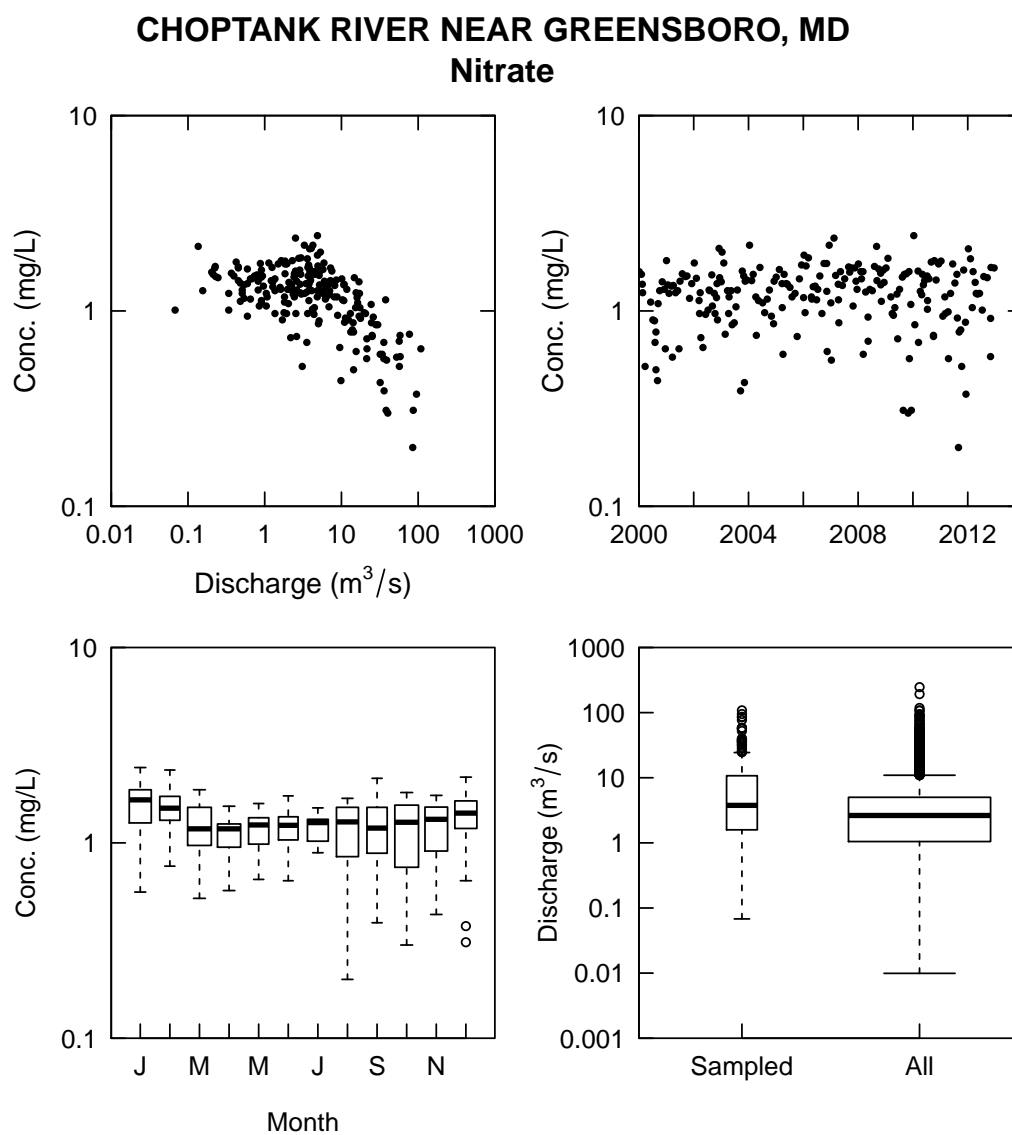 CHOPTANK RIVER NEAR GREENSBORO, MD
Nitrate
10
1
0.1
Conc. (mg/L)
0.01 0.1 1 10 100 1000
Discharge (m³/s)
10
1
0.1
Conc. (mg/L)
2000 2004 2008 2012
10
1
0.1
Conc. (mg/L)
J M M J S N
Month
1000
100
10
1
0.1
0.01
0.001
Discharge (m³/s)
Sampled All